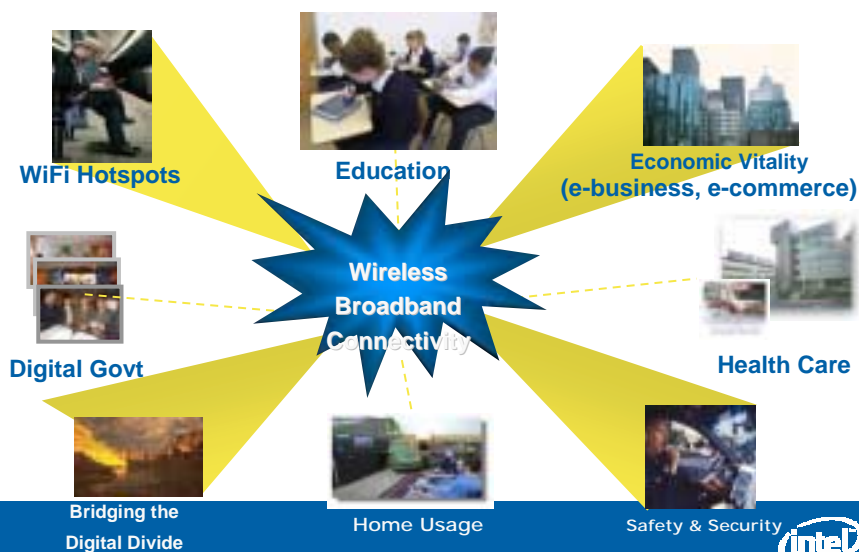 WiFi Hotspots
Education
Economic Vitality
(e-business, e-commerce)
Wireless
Broadband
Connectivity
Digital Govt
Health Care
Bridging the
Digital Divide
Home Usage
Safety & Security
intel